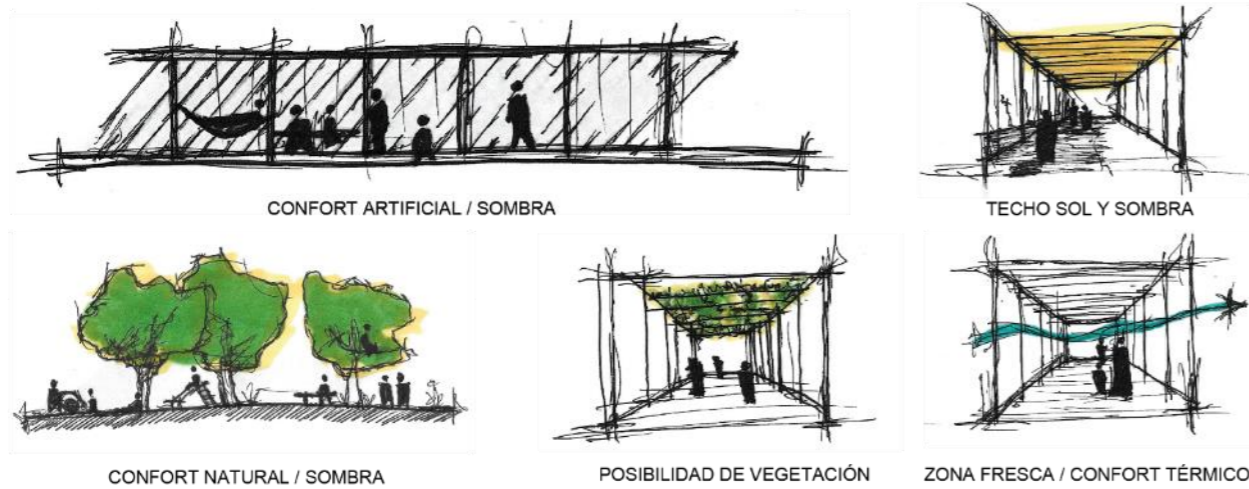 CONFORT ARTIFICIAL / SOMBRA
TECHO SOL Y SOMBRA
CONFORT NATURAL / SOMBRA
POSIBILIDAD DE VEGETACIÓN
ZONA FRESCA / CONFORT TÉRMICO